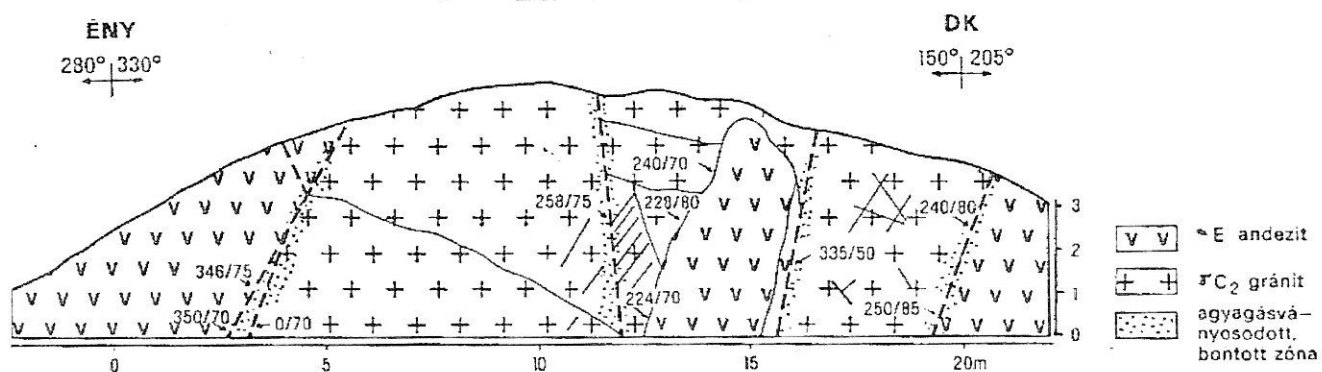 ÉNY
DK
280° 330°
150° 205°
240/70
258/75
228/80
240/80
346/75
335/50
224/70
250/85
350/70
0/70
3
2
1
0
0 5 10 15 20m
E andezit
γC₂ gránit
agyagásvá-
nyosodott,
bontott zóna